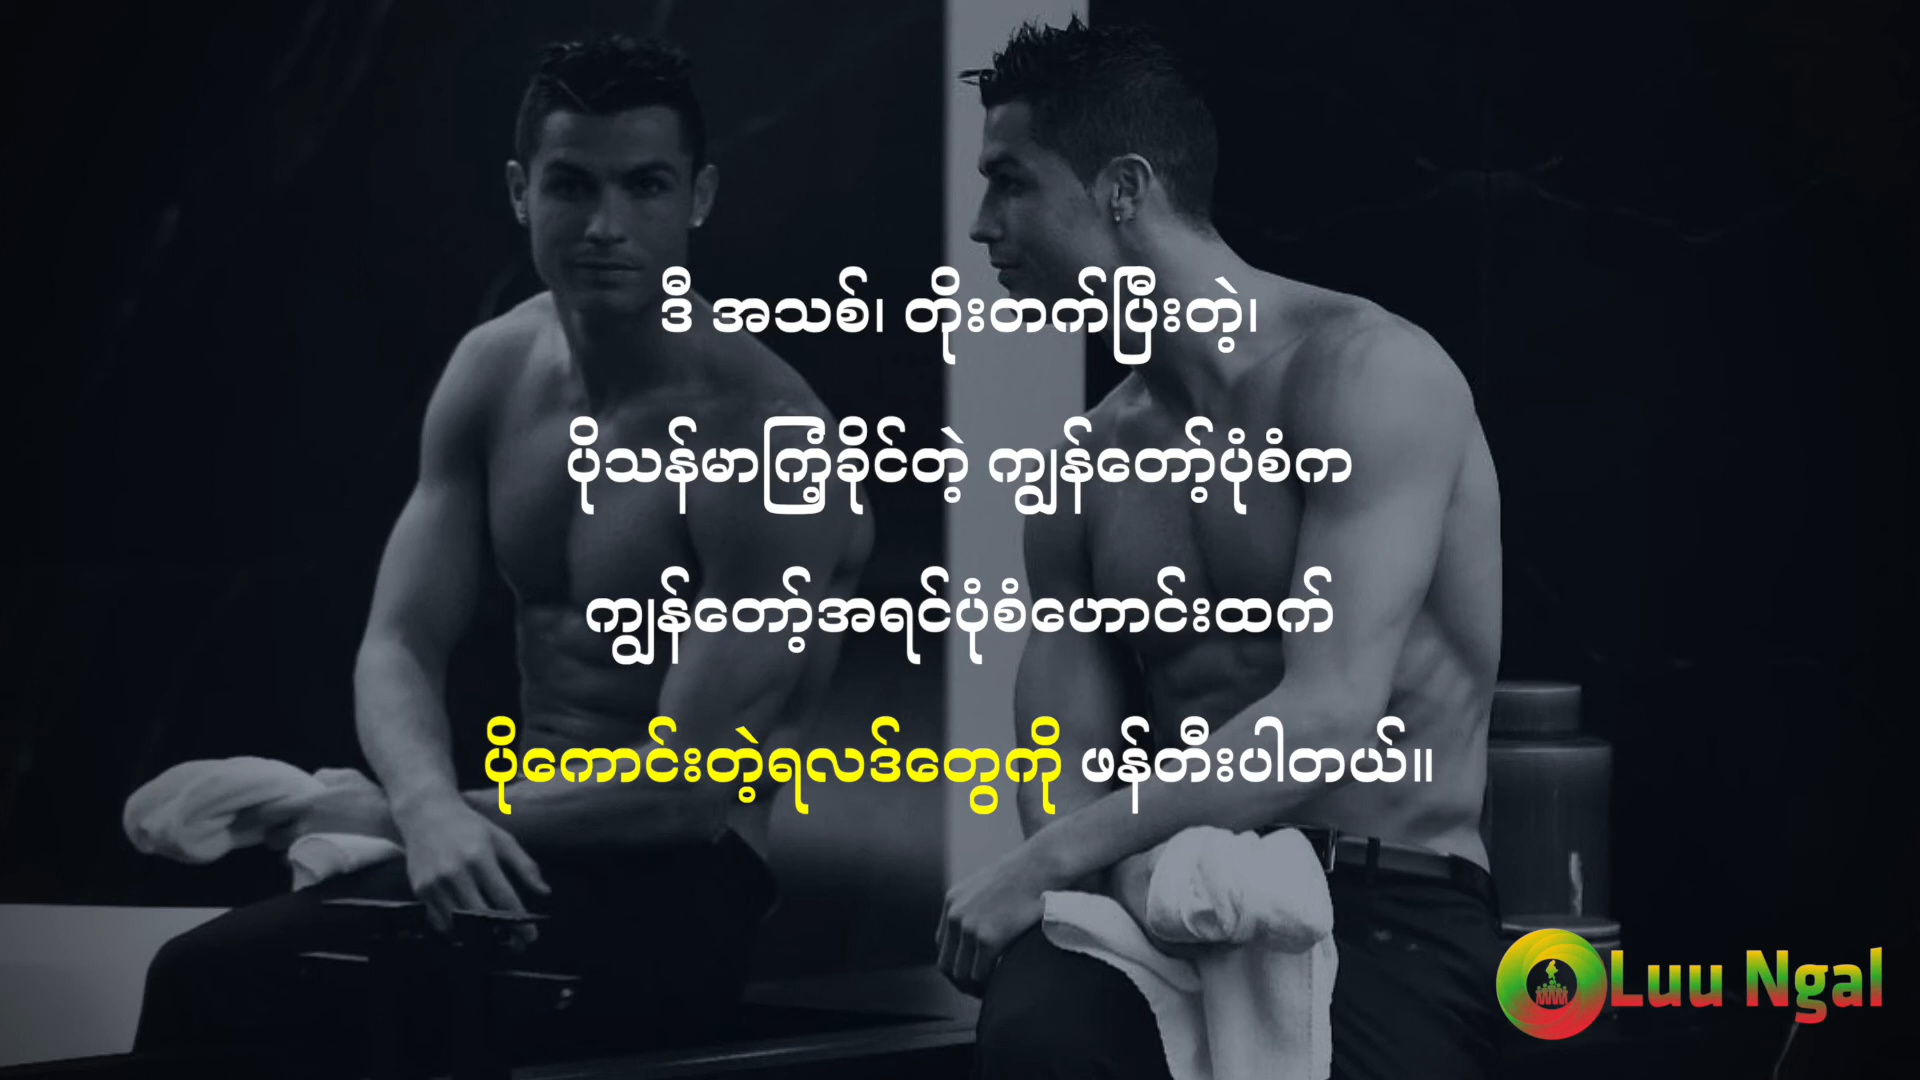 ဒီ အသစ်၊ တိုးတက်ပြီးတဲ့၊
ပိုသန်မာကြံ့ခိုင်တဲ့ ကျွန်တော့်ပုံစံက
ကျွန်တော့်အရင်ပုံစံဟောင်းထက်
ပိုကောင်းတဲ့ရလဒ်တွေကို ဖန်တီးပါတယ်။
Luu Ngal